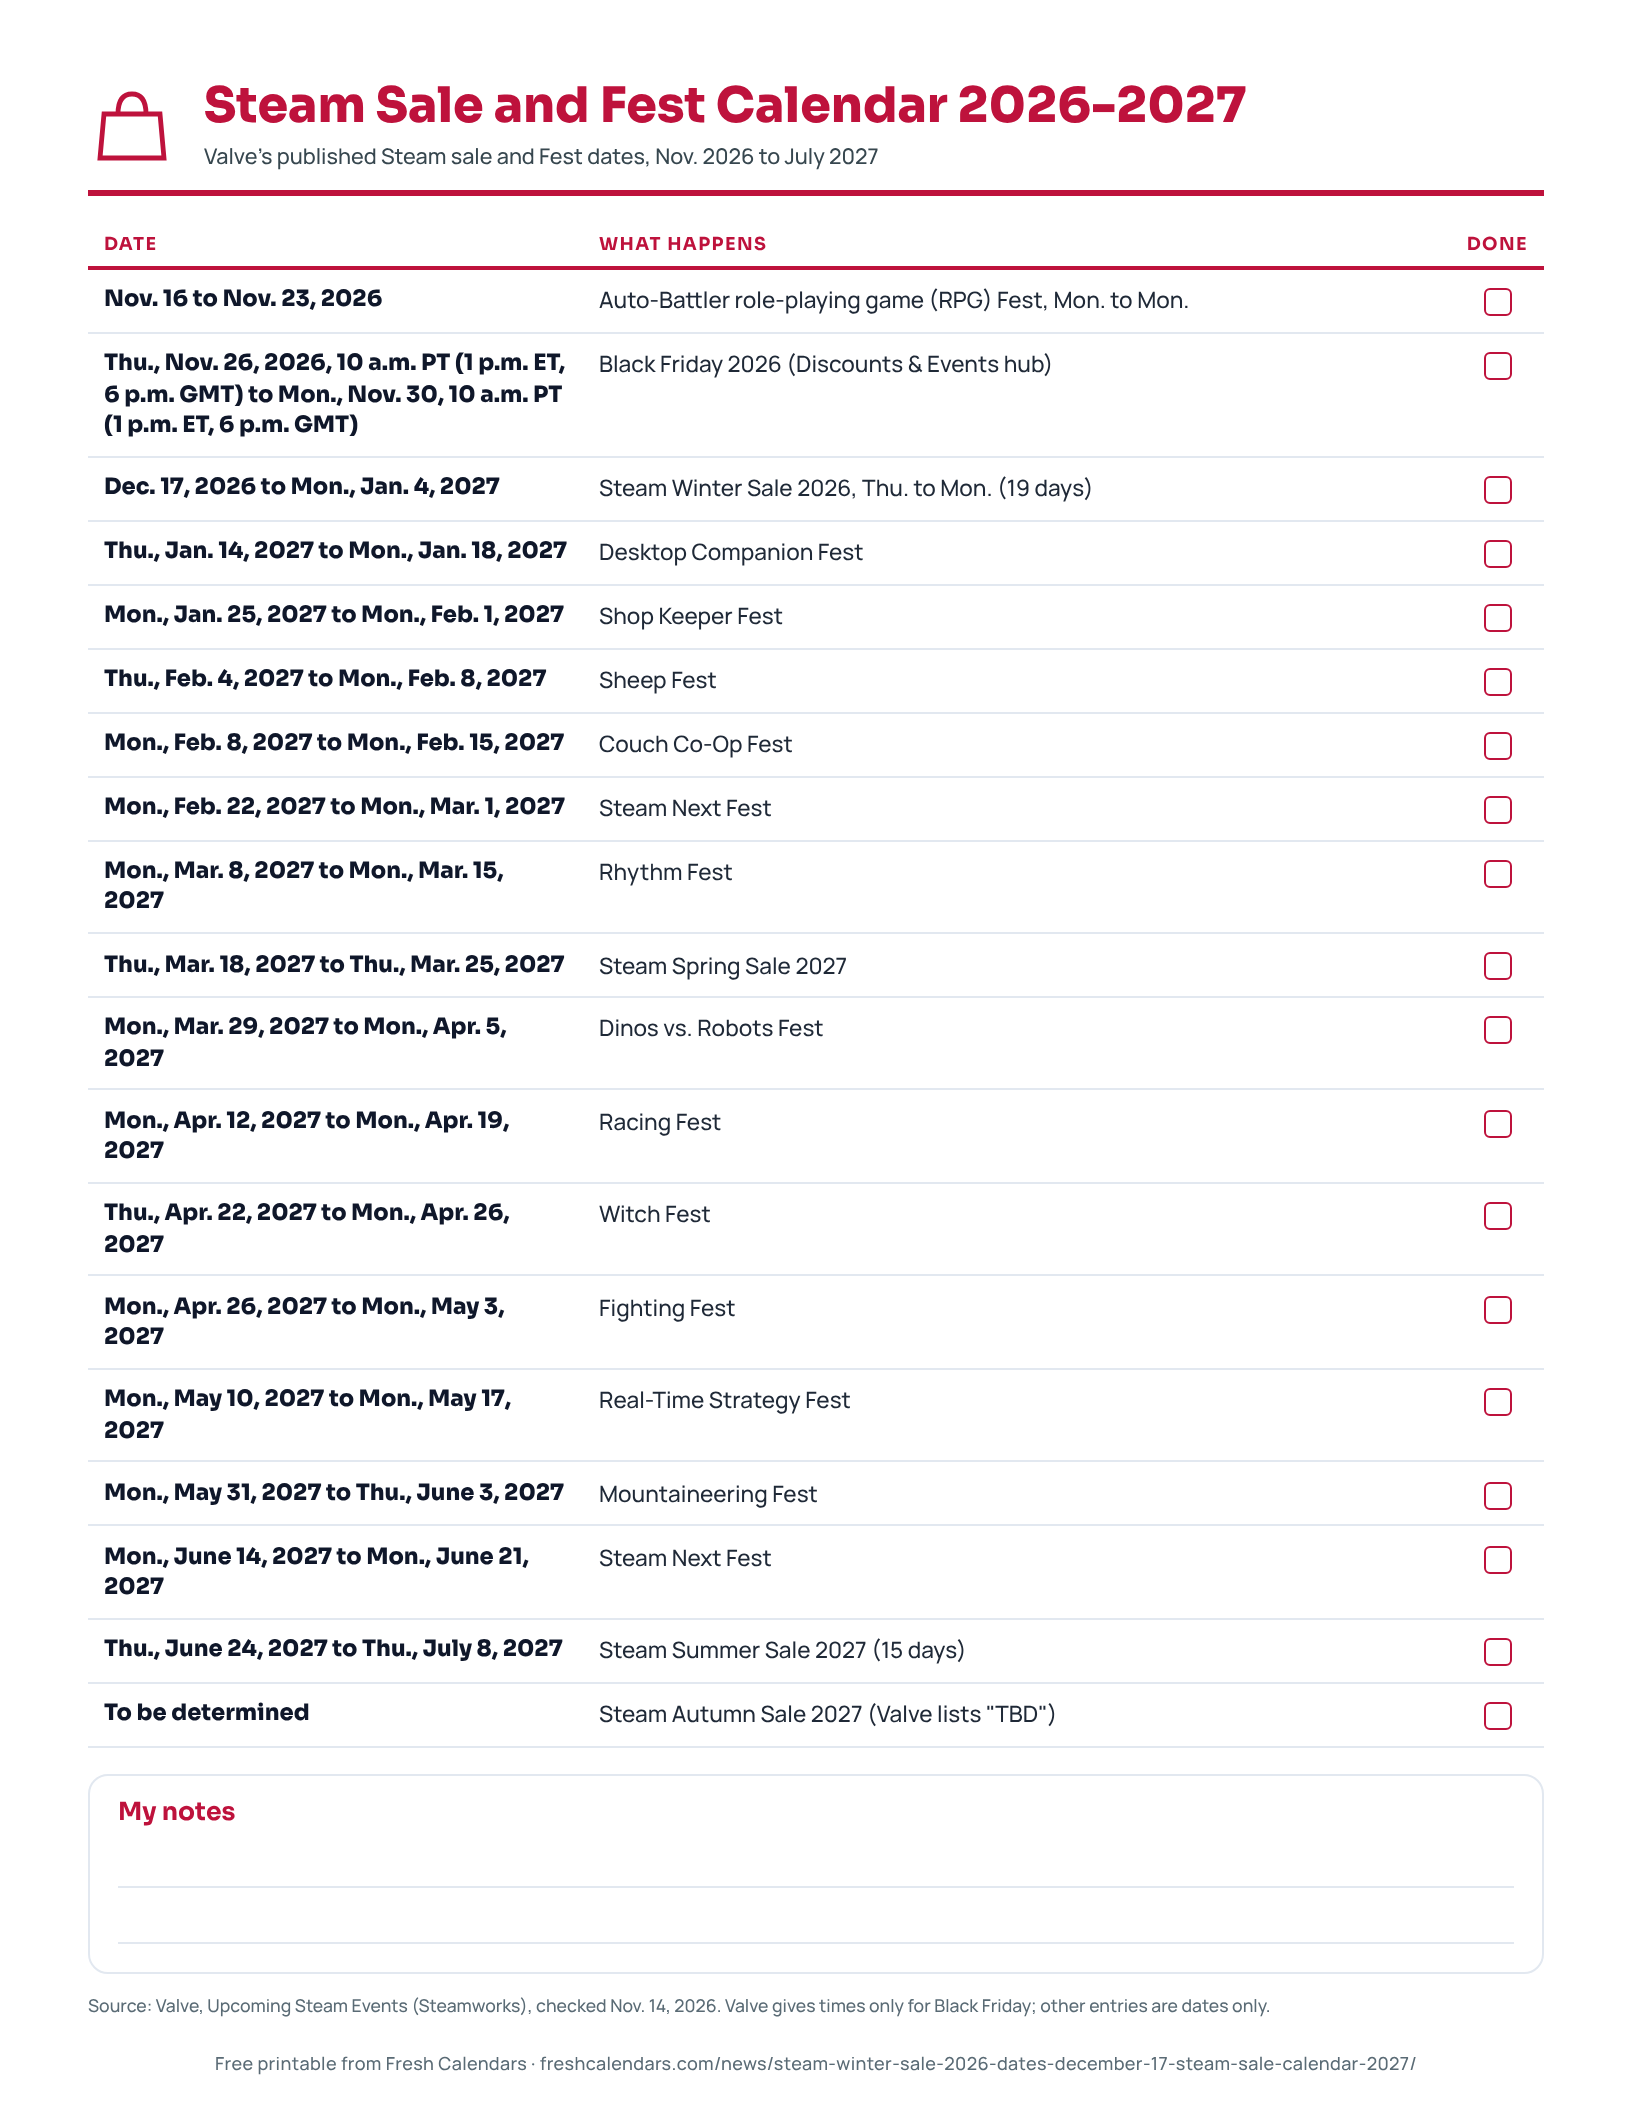 Steam Sale and Fest Calendar 2026–2027
Valve's published Steam sale and Fest dates, Nov. 2026 to July 2027
DATE WHAT HAPPENS DONE
Nov. 16 to Nov. 23, 2026 Auto-Battler role-playing game (RPG) Fest, Mon. to Mon.
Thu., Nov. 26, 2026, 10 a.m. PT (1 p.m. ET, Black Friday 2026 (Discounts & Events hub)
6 p.m. GMT) to Mon., Nov. 30, 10 a.m. PT
(1 p.m. ET, 6 p.m. GMT)
Dec. 17, 2026 to Mon., Jan. 4, 2027 Steam Winter Sale 2026, Thu. to Mon. (19 days)
Thu., Jan. 14, 2027 to Mon., Jan. 18, 2027 Desktop Companion Fest
Mon., Jan. 25, 2027 to Mon., Feb. 1, 2027 Shop Keeper Fest
Thu., Feb. 4, 2027 to Mon., Feb. 8, 2027 Sheep Fest
Mon., Feb. 8, 2027 to Mon., Feb. 15, 2027 Couch Co-Op Fest
Mon., Feb. 22, 2027 to Mon., Mar. 1, 2027 Steam Next Fest
Mon., Mar. 8, 2027 to Mon., Mar. 15, Rhythm Fest
2027
Thu., Mar. 18, 2027 to Thu., Mar. 25, 2027 Steam Spring Sale 2027
Mon., Mar. 29, 2027 to Mon., Apr. 5, Dinos vs. Robots Fest
2027
Mon., Apr. 12, 2027 to Mon., Apr. 19, Racing Fest
2027
Thu., Apr. 22, 2027 to Mon., Apr. 26, Witch Fest
2027
Mon., Apr. 26, 2027 to Mon., May 3, Fighting Fest
2027
Mon., May 10, 2027 to Mon., May 17, Real-Time Strategy Fest
2027
Mon., May 31, 2027 to Thu., June 3, 2027 Mountaineering Fest
Mon., June 14, 2027 to Mon., June 21, Steam Next Fest
2027
Thu., June 24, 2027 to Thu., July 8, 2027 Steam Summer Sale 2027 (15 days)
To be determined Steam Autumn Sale 2027 (Valve lists "TBD")
My notes
Source: Valve, Upcoming Steam Events (Steamworks), checked Nov. 14, 2026. Valve gives times only for Black Friday; other entries are dates only.
Free printable from Fresh Calendars · freshcalendars.com/news/steam-winter-sale-2026-dates-december-17-steam-sale-calendar-2027/